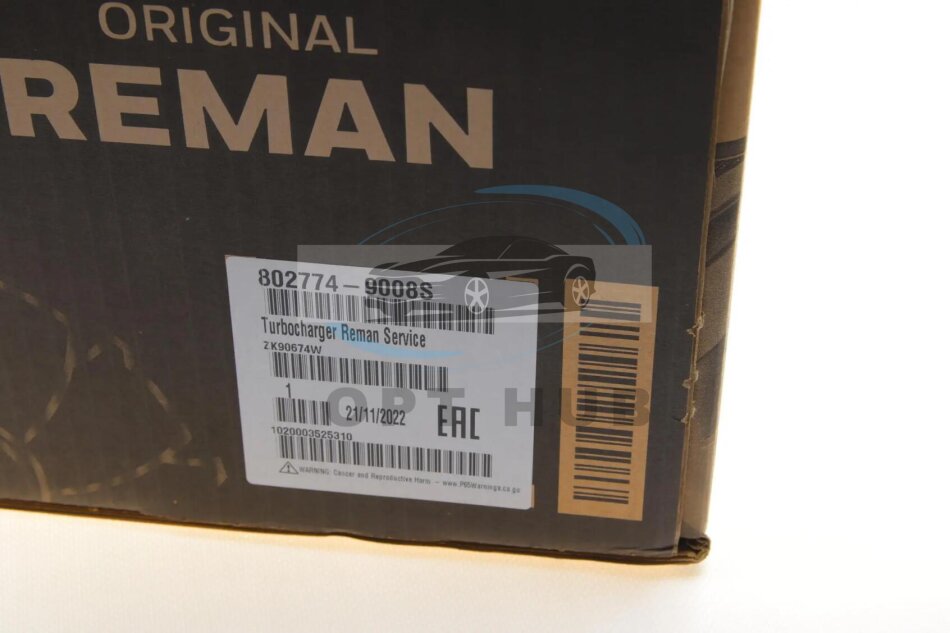 ORIGINAL
REMAN
802774-9008S
Turbocharger Reman Service
ZK90674W
1
21/11/2022
EAC
1020003525310
WARNING: Cancer and Reproductive Harm - www.P65Warnings.ca.gov
OPT HUB